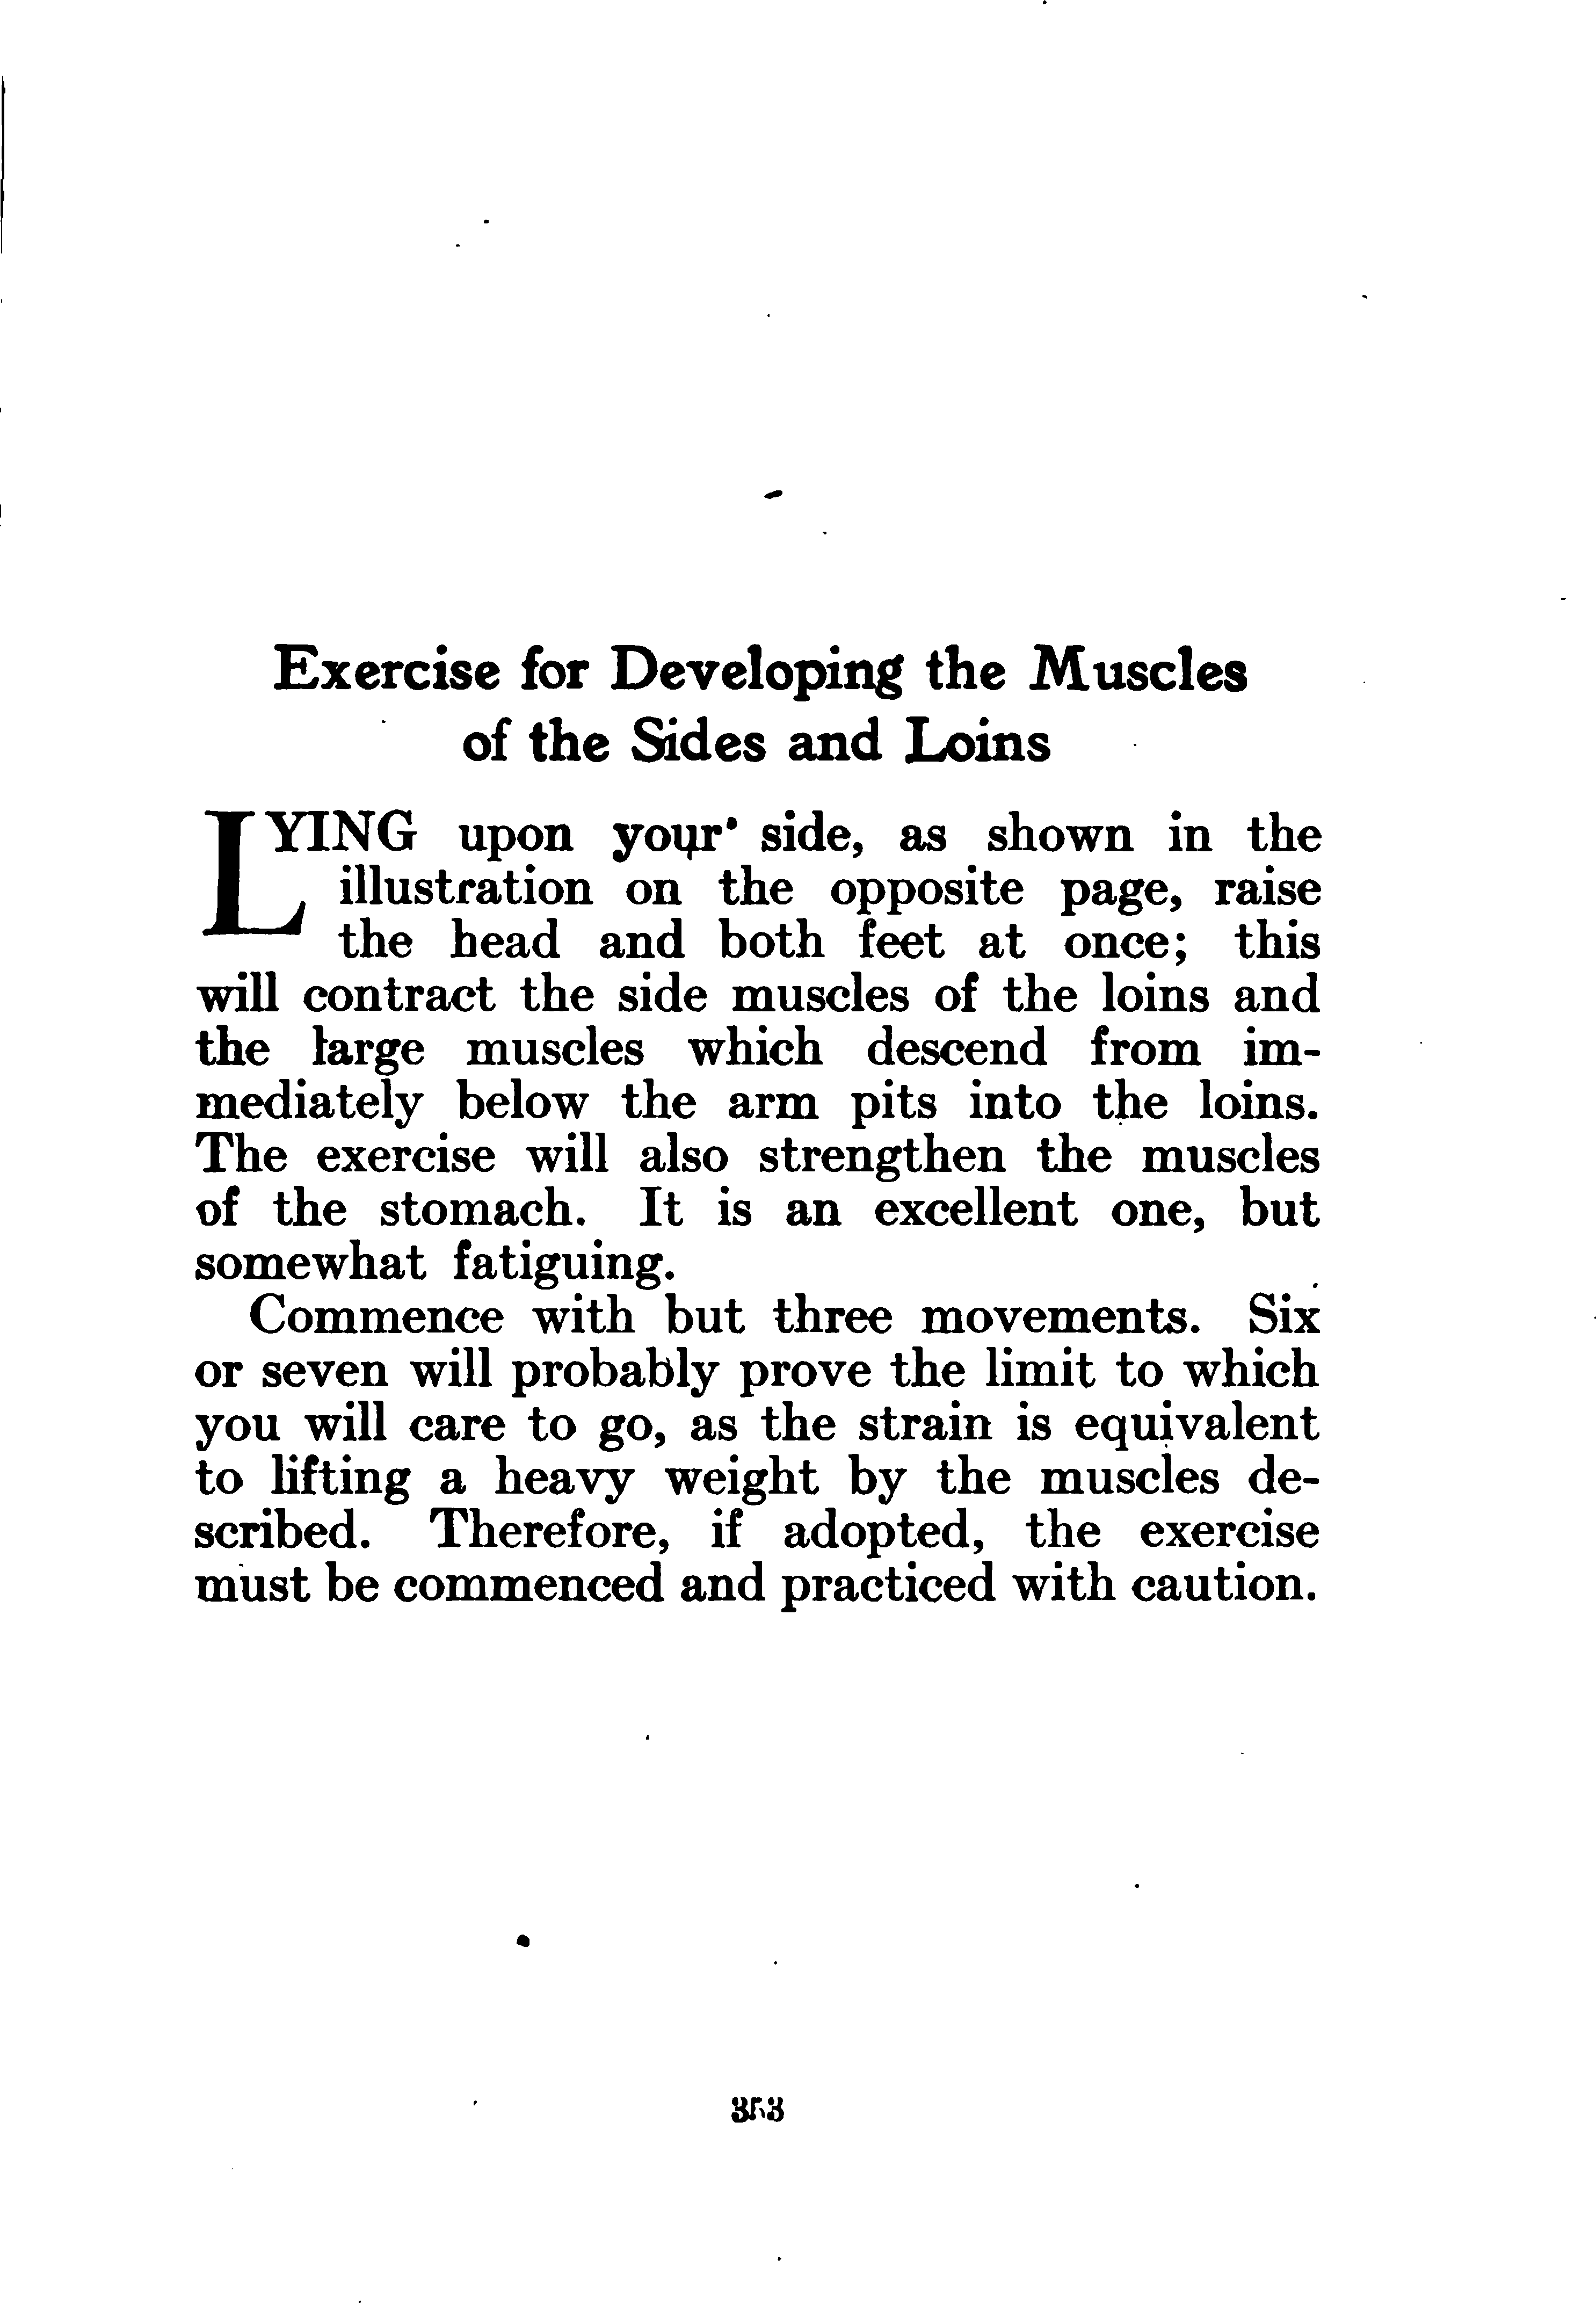 Exercise for Developing the Muscles
of the Sides and Loins
LYING upon your side, as shown in the
illustration on the opposite page, raise
the head and both feet at once; this
will contract the side muscles of the loins and
the large muscles which descend from im-
mediately below the arm pits into the loins.
The exercise will also strengthen the muscles
of the stomach. It is an excellent one, but
somewhat fatiguing.
Commence with but three movements. Six
or seven will probably prove the limit to which
you will care to go, as the strain is equivalent
to lifting a heavy weight by the muscles de-
scribed. Therefore, if adopted, the exercise
must be commenced and practiced with caution.